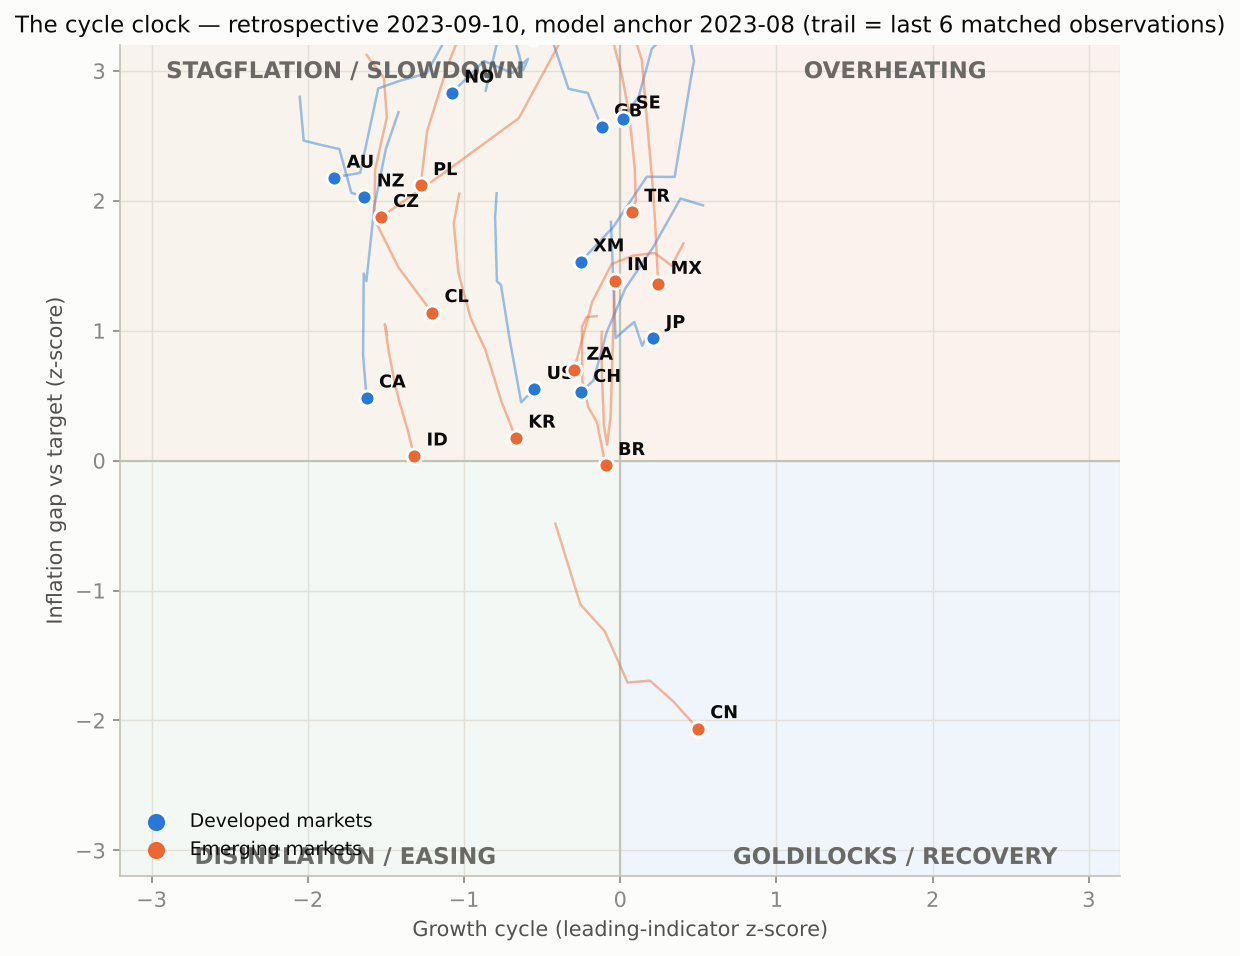 The cycle clock — retrospective 2023-09-10, model anchor 2023-08 (trail = last 6 matched observations)
STAGFLATION / SLOWDOWN
OVERHEATING
NO
GB
SE
AU
NZ
PL
CZ
TR
XM
IN
MX
CL
JP
ZA
US
CH
CA
KR
ID
BR
CN
Developed markets
Emerging markets
DISINFLATION / EASING
GOLDILOCKS / RECOVERY
3
2
1
0
−1
−2
−3
Inflation gap vs target (z-score)
−3
−2
−1
0
1
2
3
Growth cycle (leading-indicator z-score)